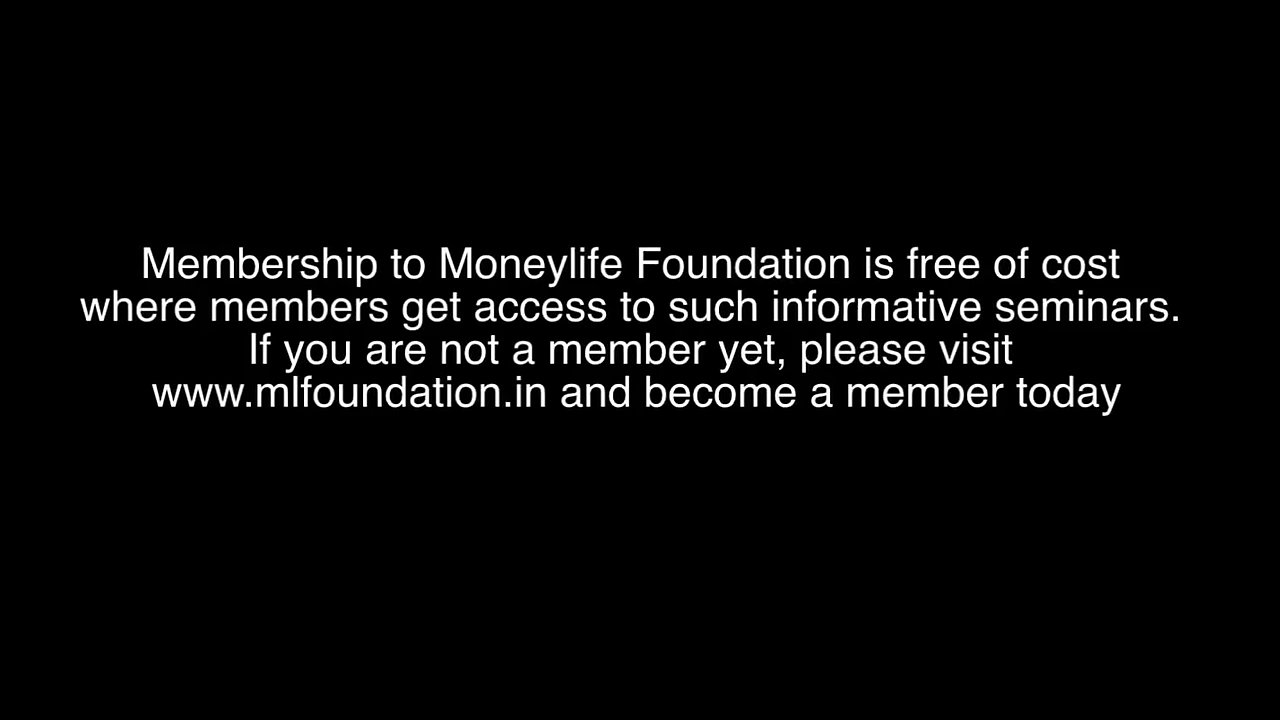 Membership to Moneylife Foundation is free of cost
where members get access to such informative seminars.
If you are not a member yet, please visit
www.mlfoundation.in and become a member today